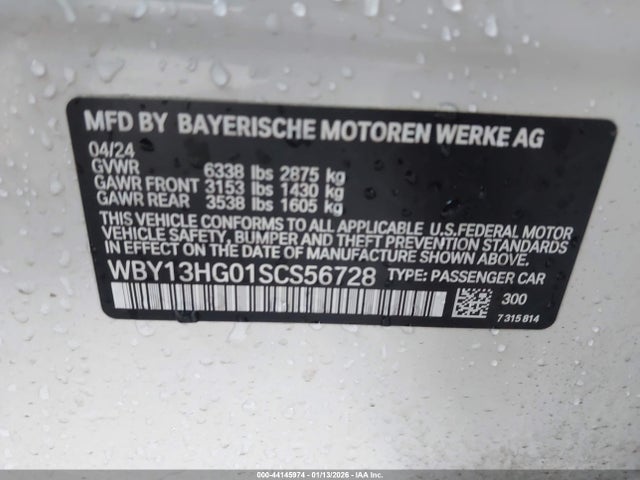 MFD BY BAYERISCHE MOTOREN WERKE AG
04/24
GVWR 6338 lbs 2875 kg
GAWR FRONT 3153 lbs 1430 kg
GAWR REAR 3538 lbs 1605 kg
THIS VEHICLE CONFORMS TO ALL APPLICABLE U.S.FEDERAL MOTOR
VEHICLE SAFETY, BUMPER AND THEFT PREVENTION STANDARDS
IN EFFECT ON THE DATE OF MANUFACTURE SHOWN ABOVE.
WBY13HG01SCS56728 TYPE: PASSENGER CAR
300
7 315 814
000-44145974 | 01/13/2026 | IAA Holdings, LLC